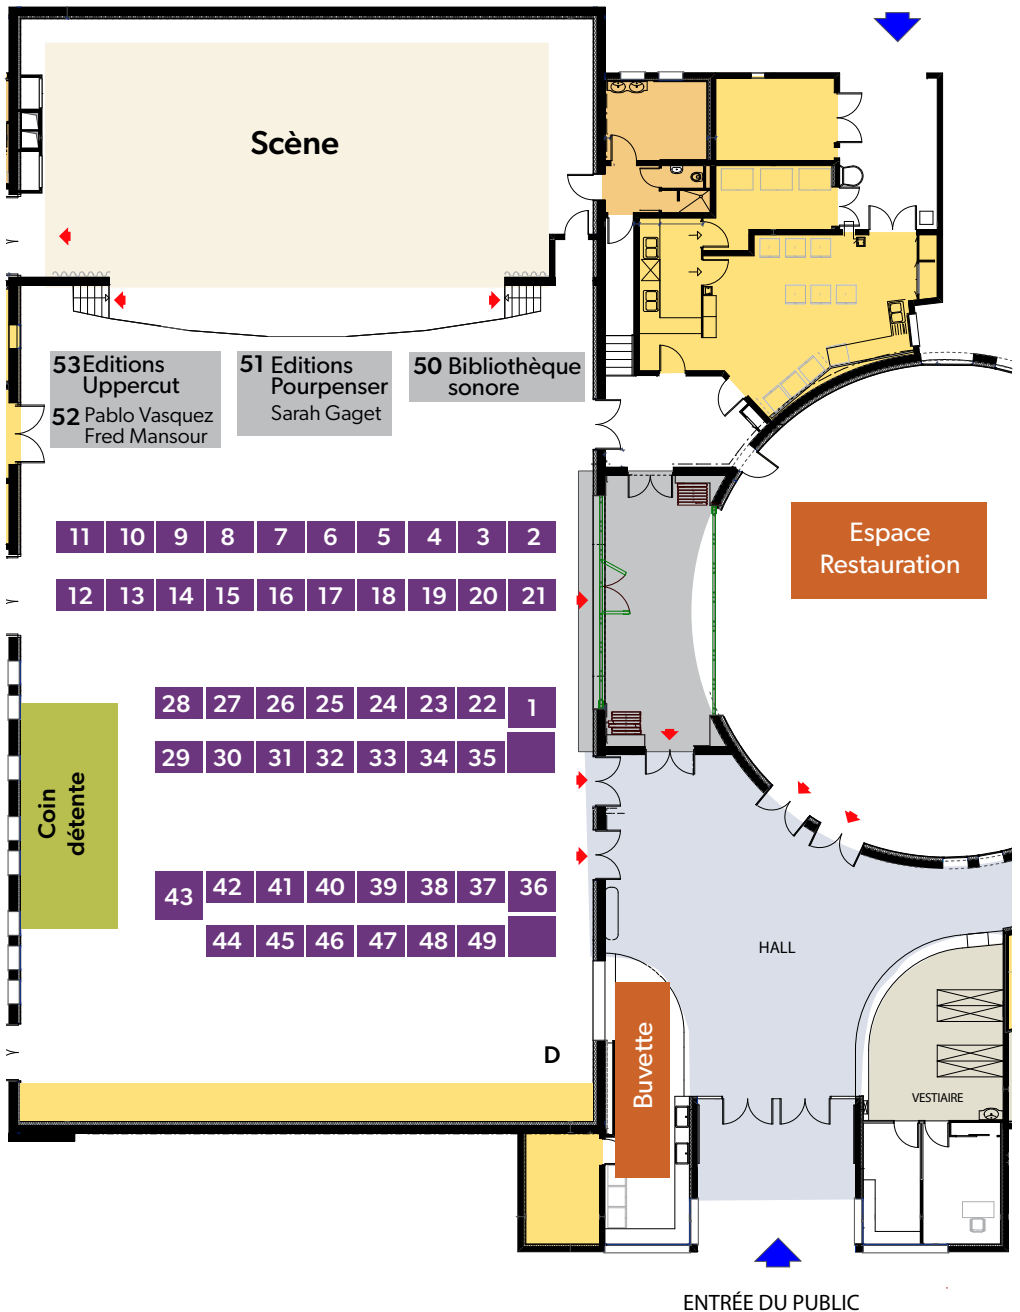 Scène
53 Editions
Uppercut
52 Pablo Vasquez
Fred Mansour
51 Editions
Pourpenser
Sarah Gaget
50 Bibliothèque
sonore
11 10 9 8 7 6 5 4 3 2
12 13 14 15 16 17 18 19 20 21
Espace
Restauration
28 27 26 25 24 23 22 1
29 30 31 32 33 34 35
Coin
détente
43 42 41 40 39 38 37 36
44 45 46 47 48 49
HALL
D
Buvette
VESTIAIRE
ENTRÉE DU PUBLIC